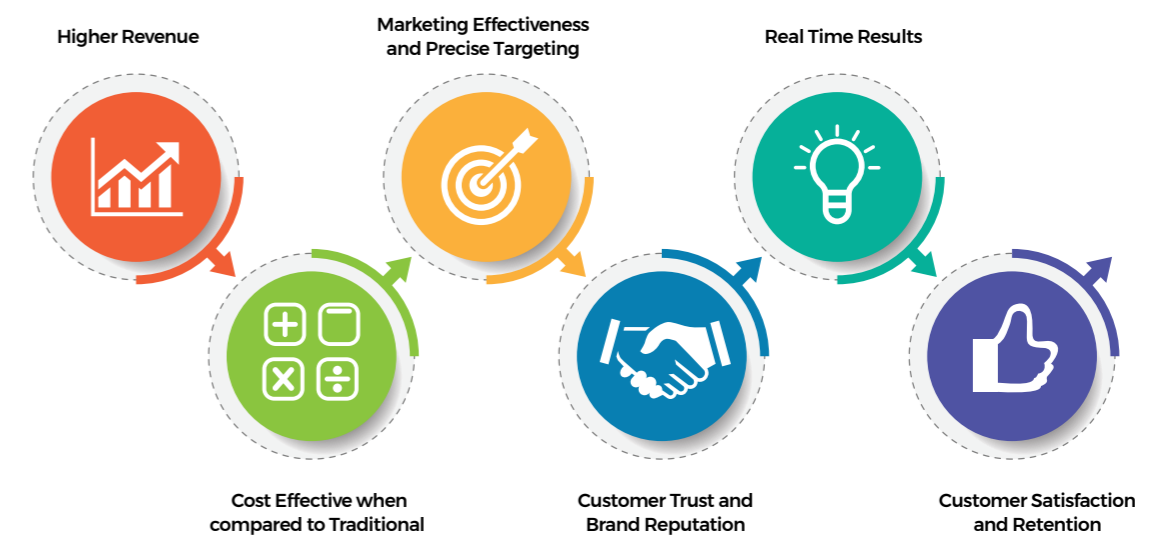 Higher Revenue
Marketing Effectiveness
and Precise Targeting
Real Time Results
Cost Effective when
compared to Traditional
Customer Trust and
Brand Reputation
Customer Satisfaction
and Retention